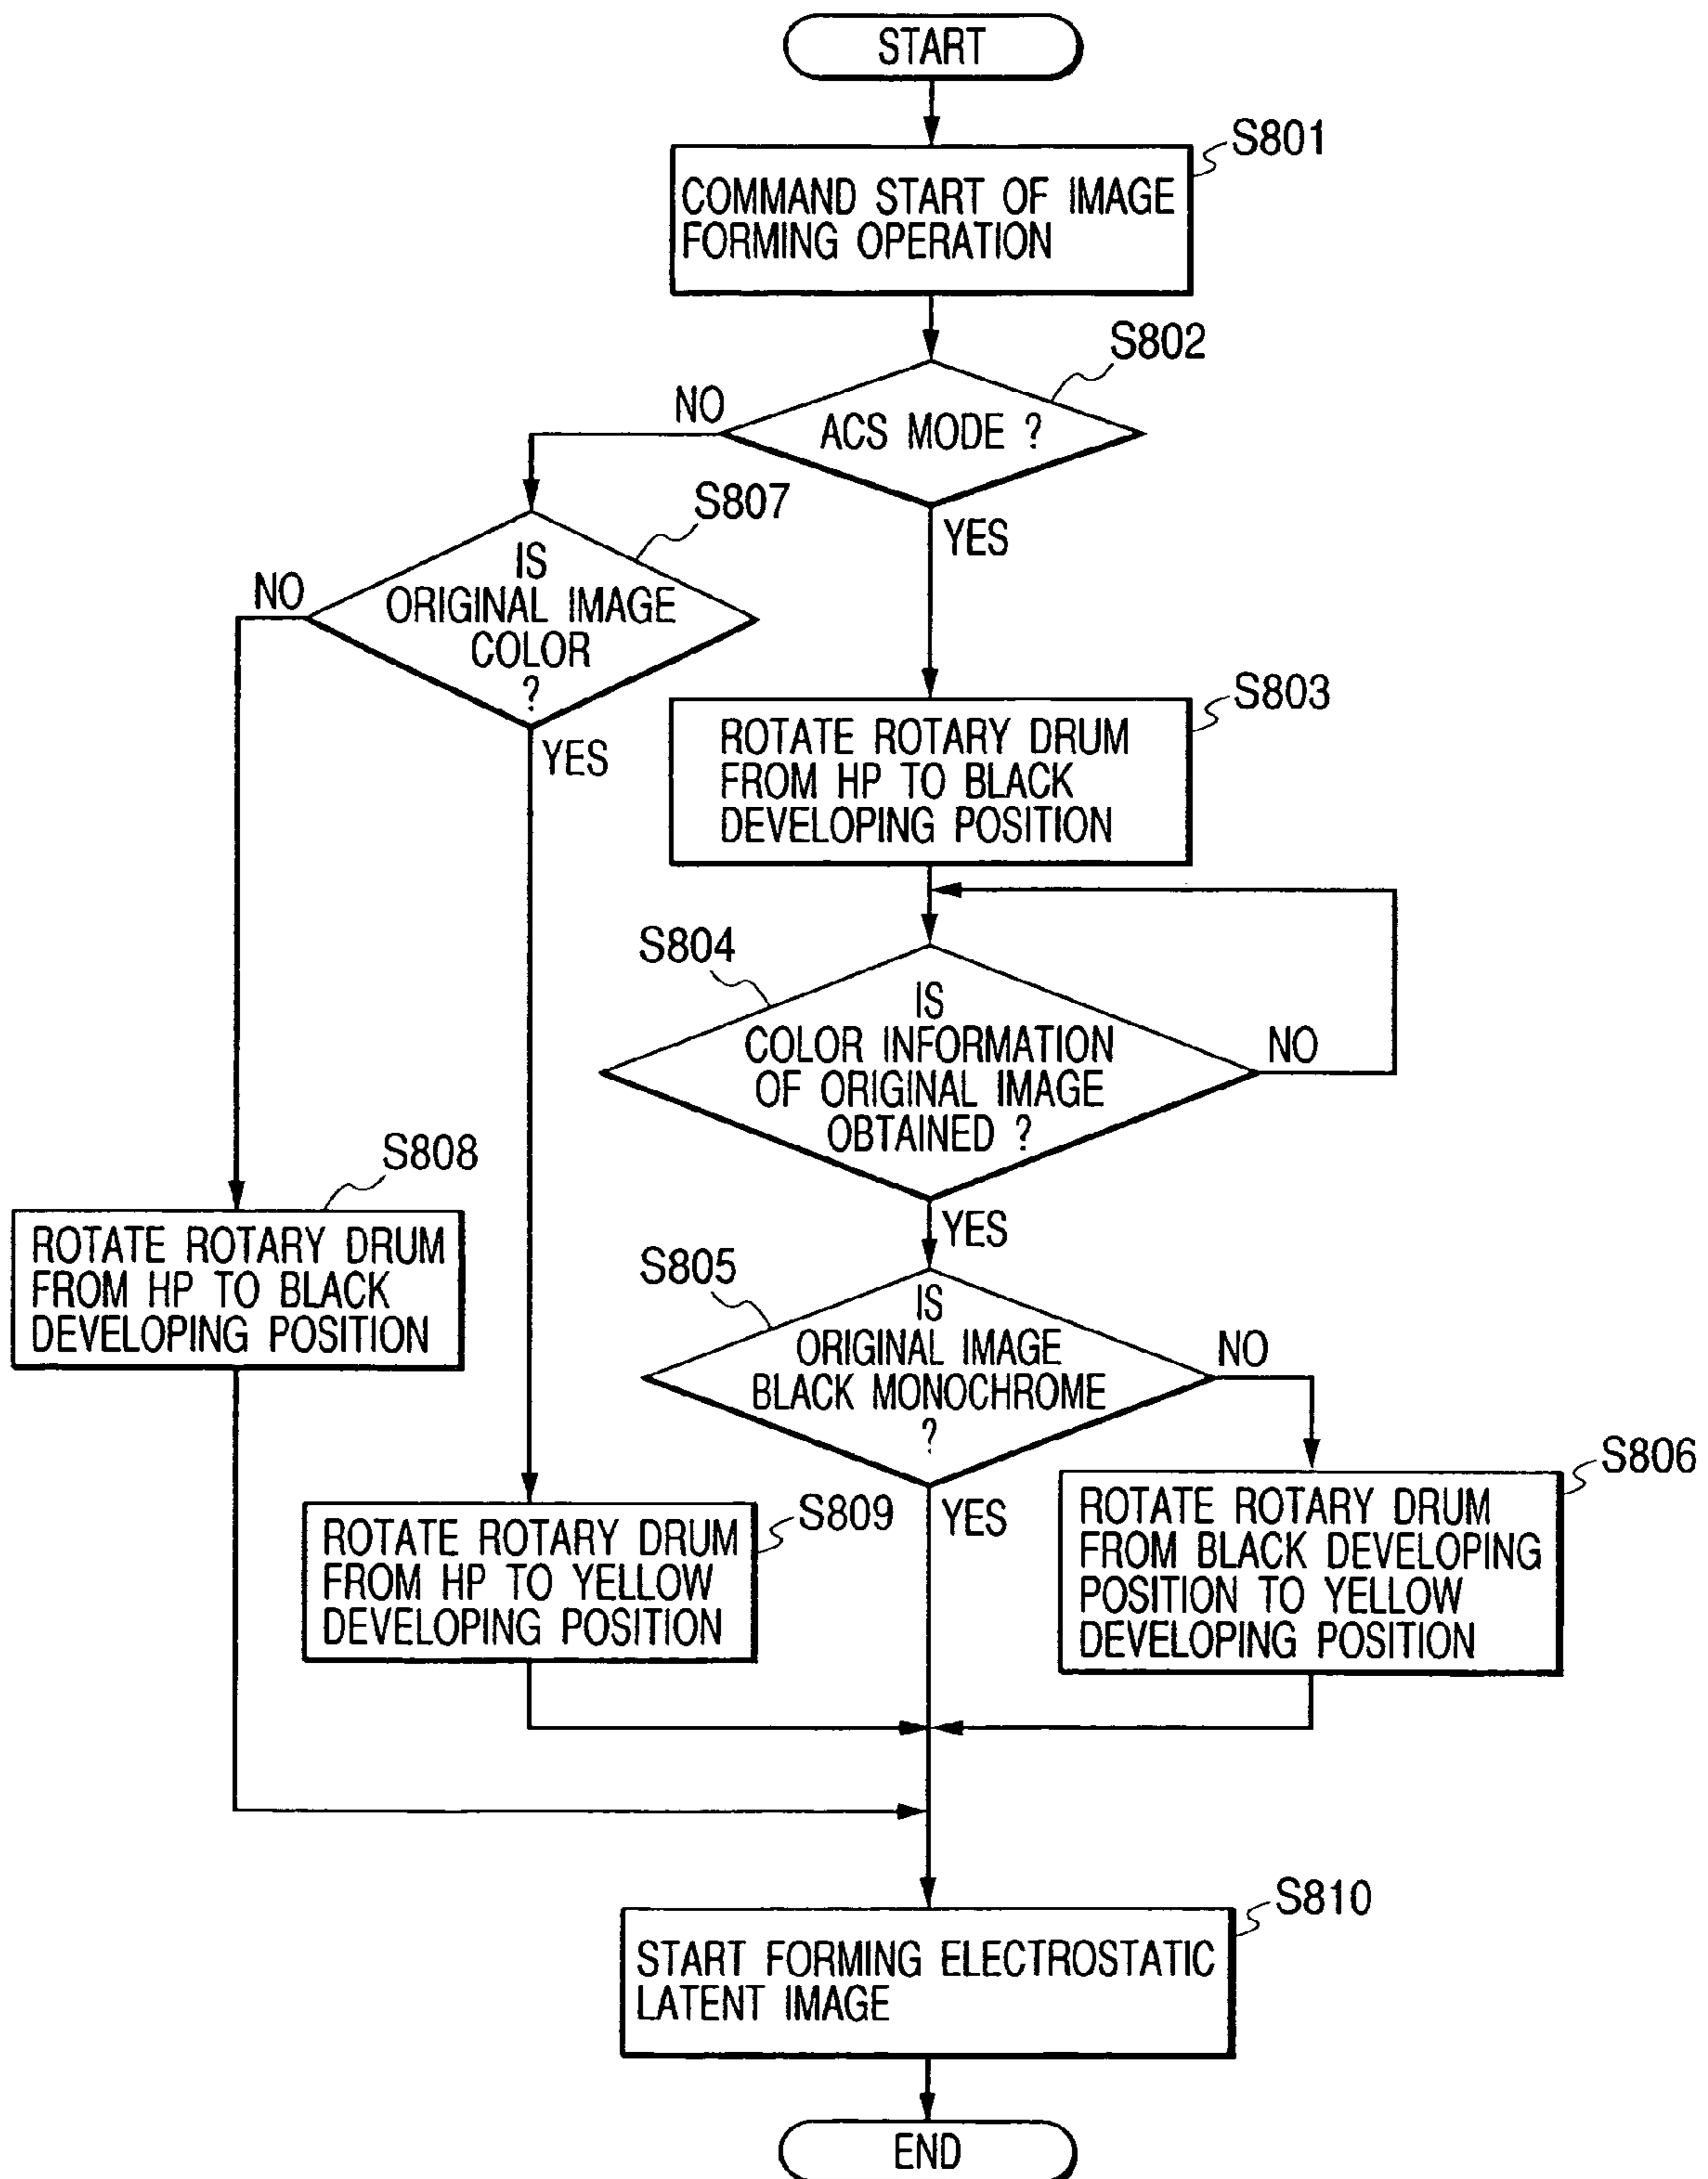 START
S801
COMMAND START OF IMAGE
FORMING OPERATION
S802
NO
ACS MODE ?
YES
S807
NO
IS
ORIGINAL IMAGE
COLOR
?
YES
S803
ROTATE ROTARY DRUM
FROM HP TO BLACK
DEVELOPING POSITION
S804
IS
COLOR INFORMATION
OF ORIGINAL IMAGE
OBTAINED ?
NO
YES
S808
ROTATE ROTARY DRUM
FROM HP TO BLACK
DEVELOPING POSITION
S805
IS
ORIGINAL IMAGE
BLACK MONOCHROME
?
NO
YES
S806
ROTATE ROTARY DRUM
FROM BLACK DEVELOPING
POSITION TO YELLOW
DEVELOPING POSITION
S809
ROTATE ROTARY DRUM
FROM HP TO YELLOW
DEVELOPING POSITION
S810
START FORMING ELECTROSTATIC
LATENT IMAGE
END